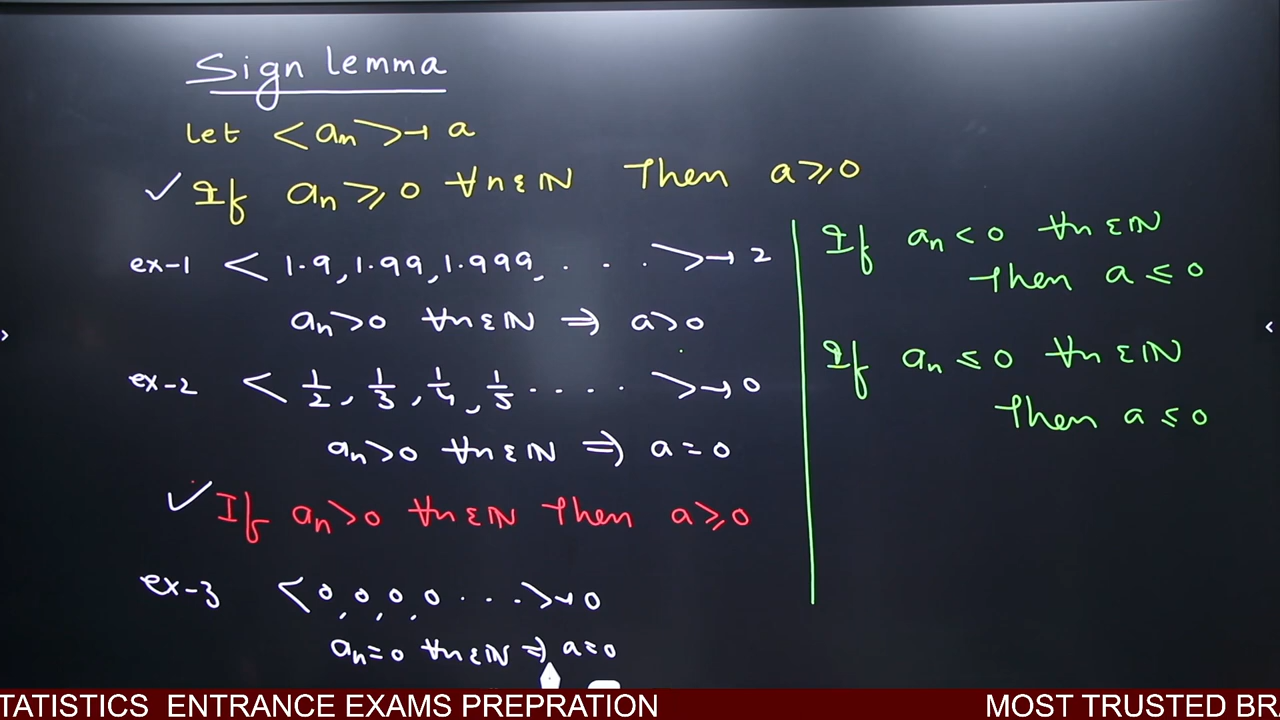 Sign Lemma
Let <aₙ>→ a
✓ If aₙ ⩾ 0 ∀n∈ℕ Then a⩾0
ex-1 < 1.9, 1.99, 1.999, . . . . > → 2
aₙ>0 ∀n∈ℕ ⇒ a>0
ex-2 < 1/2, 1/3, 1/4, 1/5 . . . . . > → 0
aₙ>0 ∀n∈ℕ ⇒ a=0
✓ If aₙ>0 ∀n∈ℕ Then a⩾0
ex-3 <0,0,0,0 . . . .>→0
aₙ=0 ∀n∈ℕ ⇒ a=0
If aₙ<0 ∀n∈ℕ
Then a≤0
If aₙ≤0 ∀n∈ℕ
Then a≤0
TATISTICS ENTRANCE EXAMS PREPRATION
MOST TRUSTED BR